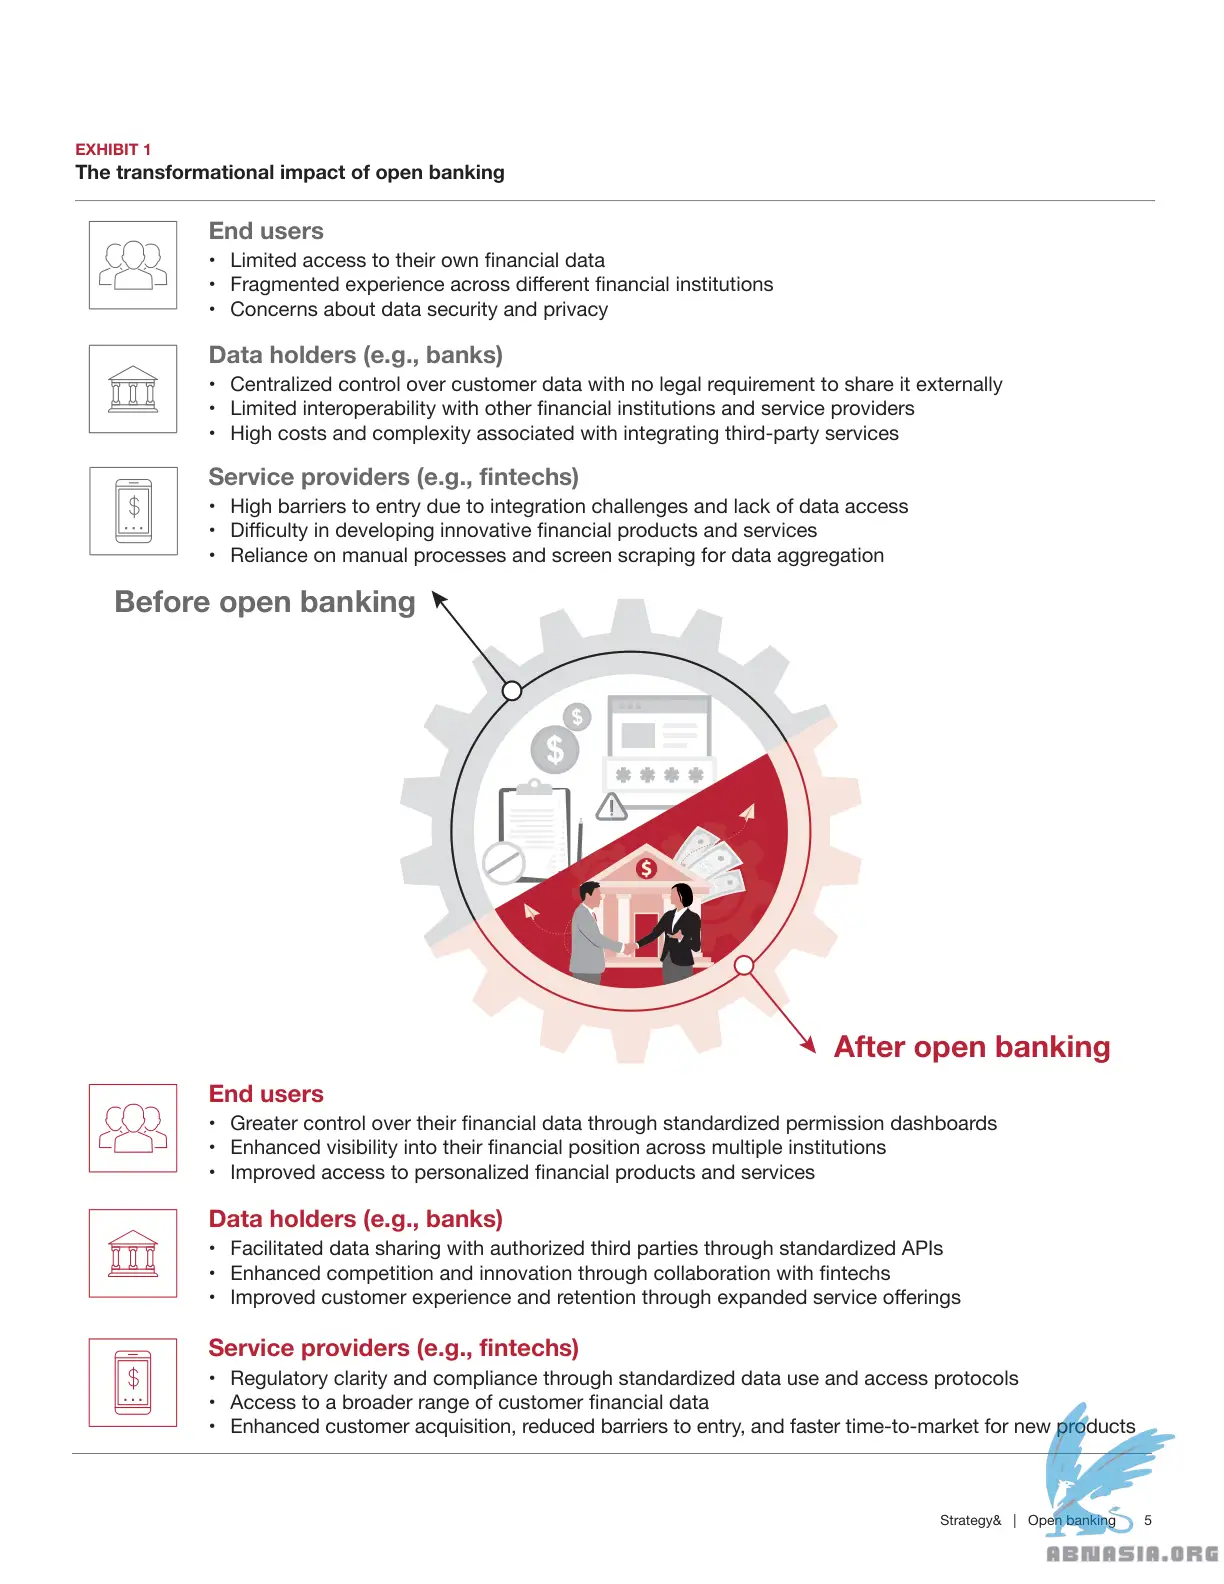 EXHIBIT 1
The transformational impact of open banking
End users
• Limited access to their own financial data
• Fragmented experience across different financial institutions
• Concerns about data security and privacy
Data holders (e.g., banks)
• Centralized control over customer data with no legal requirement to share it externally
• Limited interoperability with other financial institutions and service providers
• High costs and complexity associated with integrating third-party services
Service providers (e.g., fintechs)
• High barriers to entry due to integration challenges and lack of data access
• Difficulty in developing innovative financial products and services
• Reliance on manual processes and screen scraping for data aggregation
Before open banking
After open banking
End users
• Greater control over their financial data through standardized permission dashboards
• Enhanced visibility into their financial position across multiple institutions
• Improved access to personalized financial products and services
Data holders (e.g., banks)
• Facilitated data sharing with authorized third parties through standardized APIs
• Enhanced competition and innovation through collaboration with fintechs
• Improved customer experience and retention through expanded service offerings
Service providers (e.g., fintechs)
• Regulatory clarity and compliance through standardized data use and access protocols
• Access to a broader range of customer financial data
• Enhanced customer acquisition, reduced barriers to entry, and faster time-to-market for new products
Strategy& | Open banking 5
ABNASIA.ORG